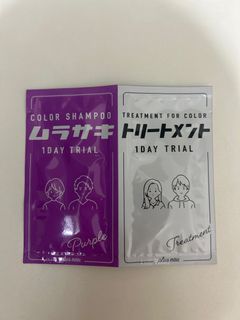 COLOR SHAMPOO
ムラサキ
1DAY TRIAL
Purple
TREATMENT FOR COLOR
トリートメント
1DAY TRIAL
Treatment